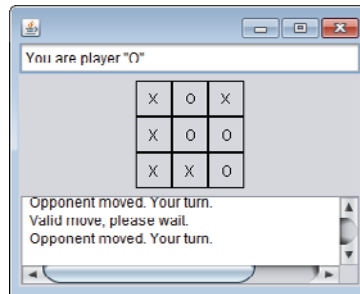 You are player "O"
X O X
X O O
X X O
Opponent moved. Your turn.
Valid move, please wait.
Opponent moved. Your turn.